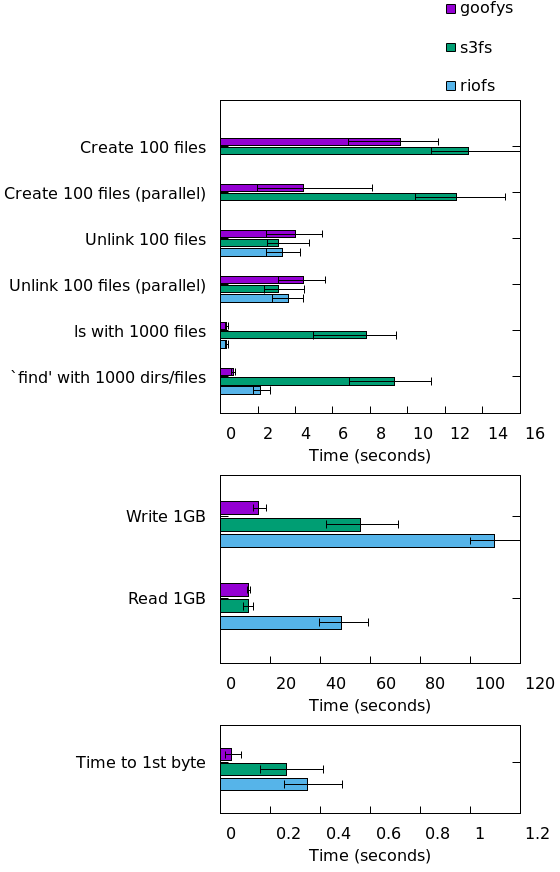 goofys
s3fs
riofs
Create 100 files
Create 100 files (parallel)
Unlink 100 files
Unlink 100 files (parallel)
ls with 1000 files
`find' with 1000 dirs/files
0 2 4 6 8 10 12 14 16
Time (seconds)
Write 1GB
Read 1GB
0 20 40 60 80 100 120
Time (seconds)
Time to 1st byte
0 0.2 0.4 0.6 0.8 1 1.2
Time (seconds)